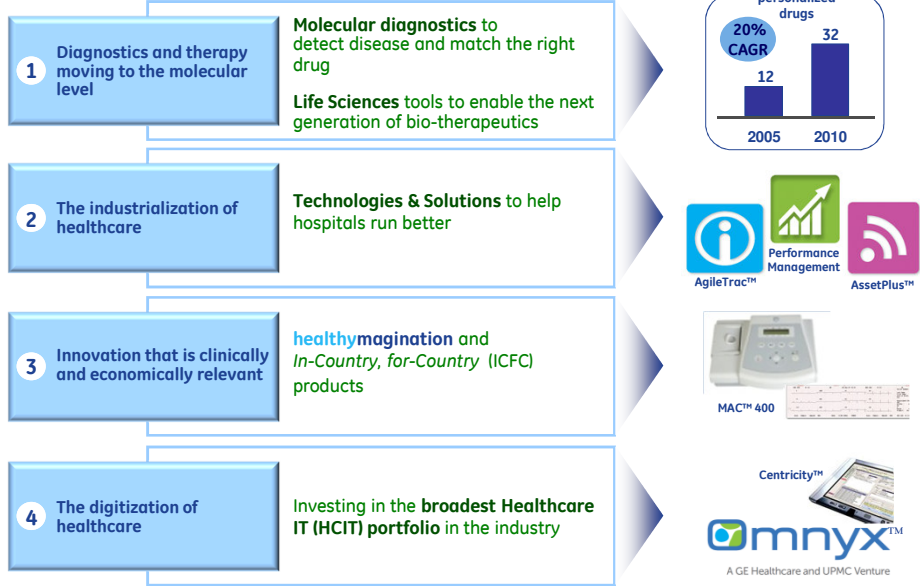 personalized
drugs
20%
CAGR
12
32
2005 2010
1
Diagnostics and therapy
moving to the molecular
level
Molecular diagnostics to
detect disease and match the right
drug
Life Sciences tools to enable the next
generation of bio-therapeutics
2
The industrialization of
healthcare
Technologies & Solutions to help
hospitals run better
AgileTrac™
Performance
Management
AssetPlus™
3
Innovation that is clinically
and economically relevant
healthymagination and
In-Country, for-Country (ICFC)
products
MAC™ 400
4
The digitization of
healthcare
Investing in the broadest Healthcare
IT (HCIT) portfolio in the industry
Centricity™
Omnyx™
A GE Healthcare and UPMC Venture